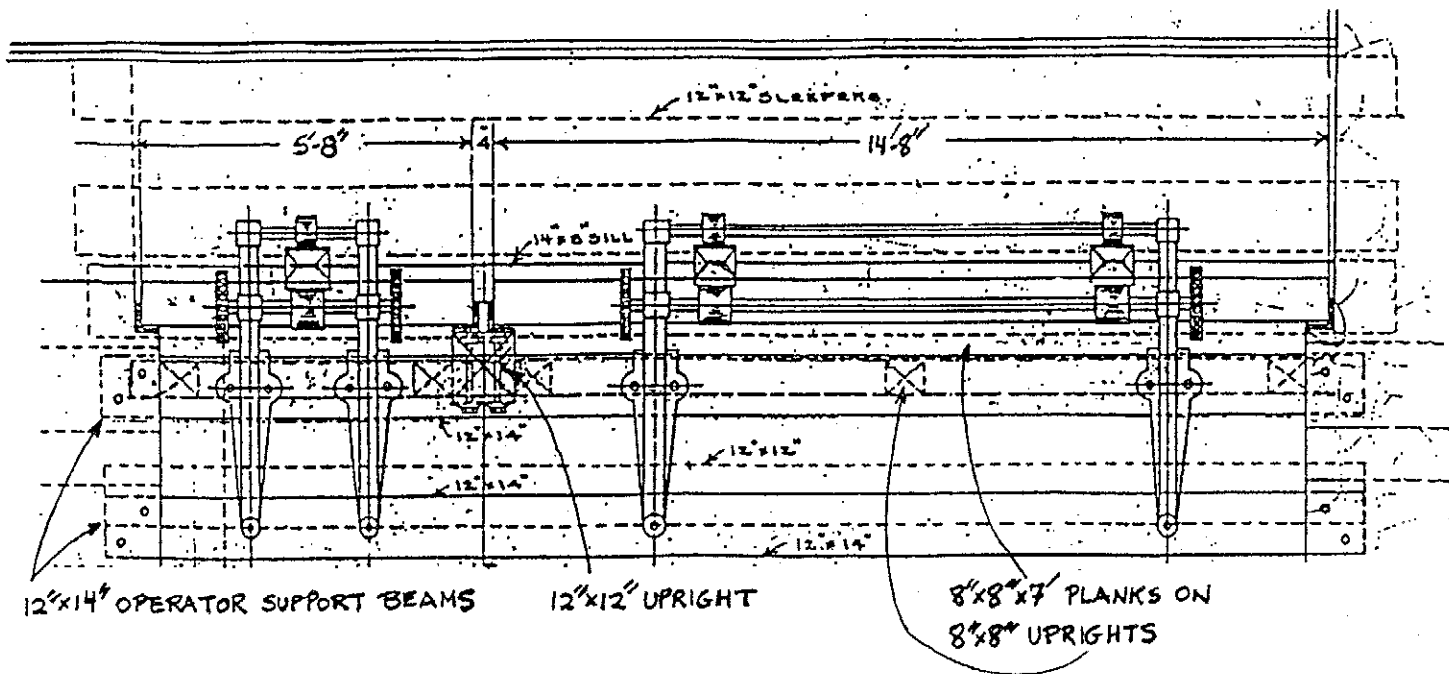 12"x12" SLKPRKG
5'-8"
4"
14'-8"
14"x8" SILL
12"x14"
12"x12"
12"x14"
12"x14"
12"x14" OPERATOR SUPPORT BEAMS
12"x12" UPRIGHT
8"x8"x7' PLANKS ON
8"x8" UPRIGHTS